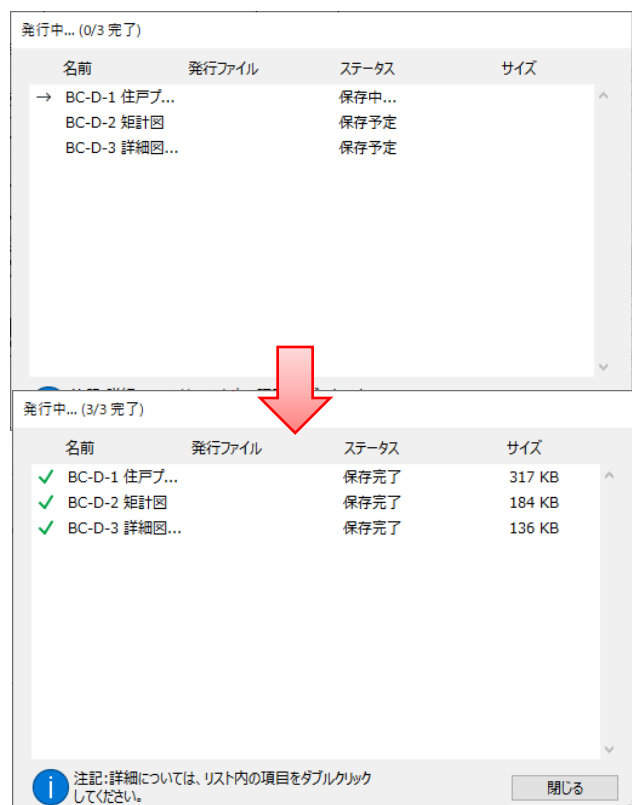 発行中... (0/3 完了)
名前 発行ファイル ステータス サイズ
→ BC-D-1 住戸プ... 保存中...
BC-D-2 矩計図 保存予定
BC-D-3 詳細図... 保存予定
発行中... (3/3 完了)
名前 発行ファイル ステータス サイズ
BC-D-1 住戸プ... 保存完了 317 KB
BC-D-2 矩計図 保存完了 184 KB
BC-D-3 詳細図... 保存完了 136 KB
注記:詳細については、リスト内の項目をダブルクリック
してください。
閉じる